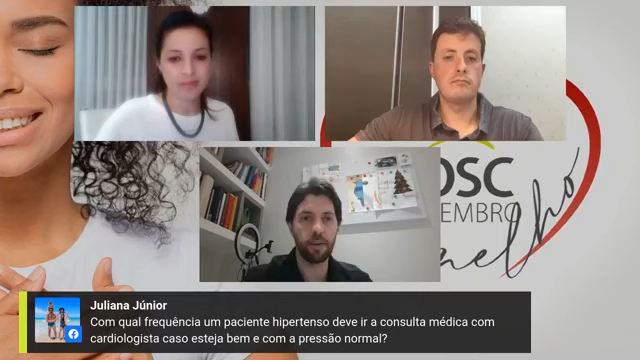 OSC
EMBRO
melho
Juliana Júnior
Com qual frequência um paciente hipertenso deve ir a consulta médica com
cardiologista caso esteja bem e com a pressão normal?